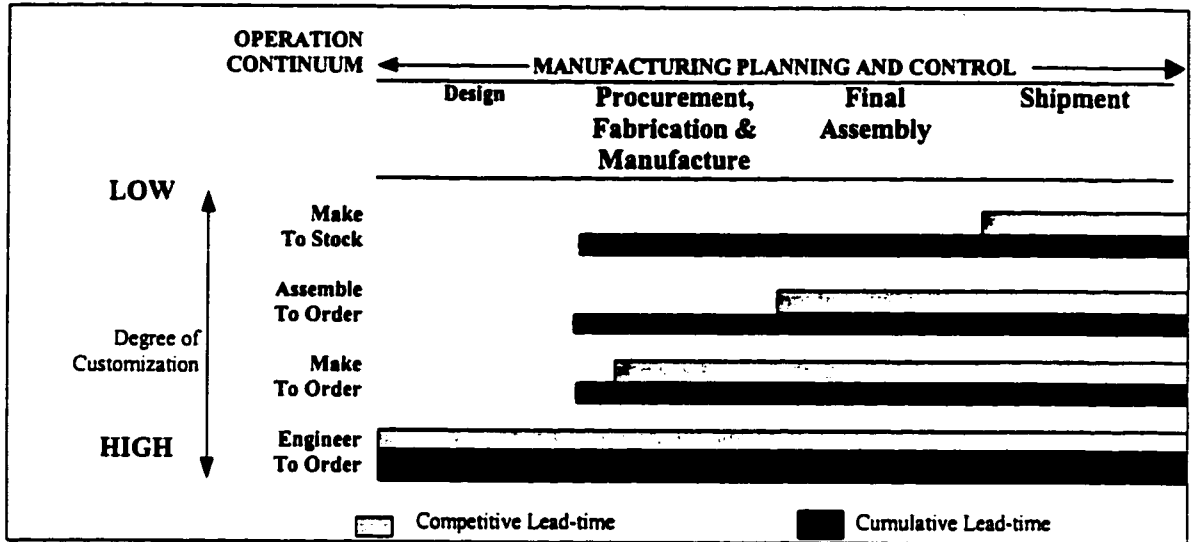 OPERATION
CONTINUUM
MANUFACTURING PLANNING AND CONTROL
Design
Procurement,
Fabrication &
Manufacture
Final
Assembly
Shipment
LOW
Make
To Stock
Assemble
To Order
Degree of
Customization
Make
To Order
HIGH
Engineer
To Order
Competitive Lead-time
Cumulative Lead-time